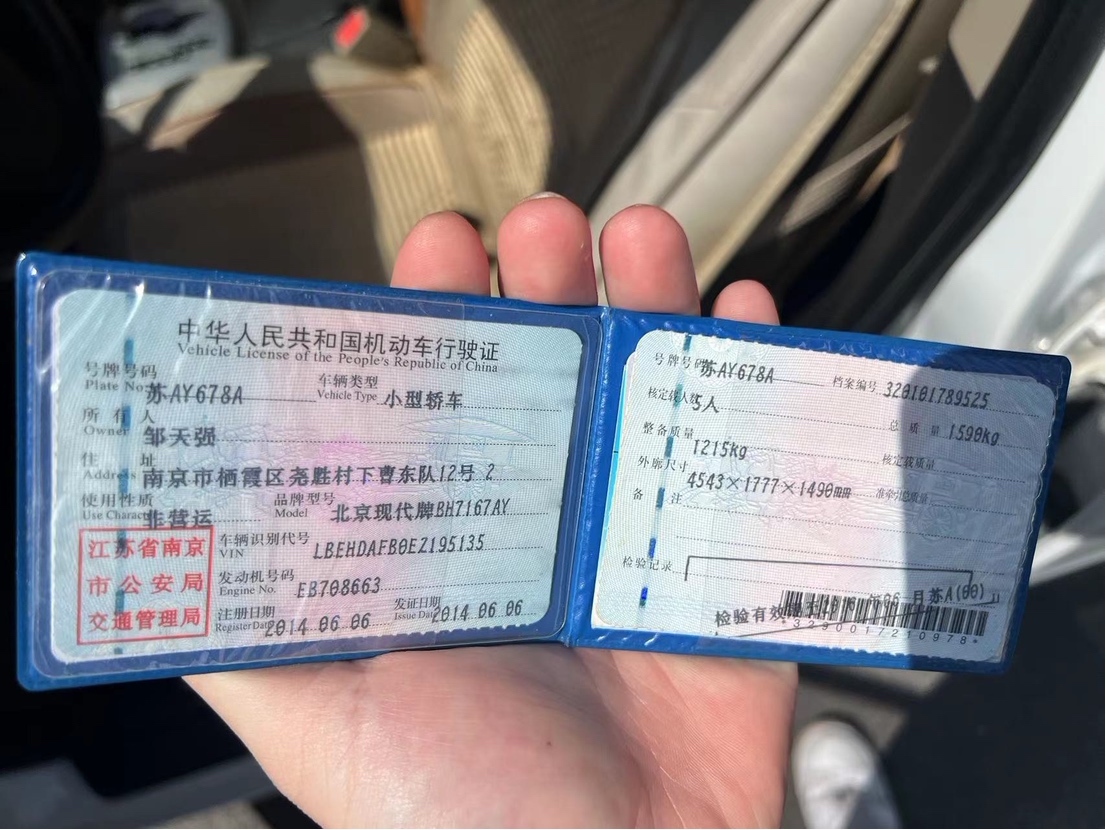 中华人民共和国机动车行驶证
Vehicle License of the People's Republic of China
号牌号码 Plate No. 苏AY678A 车辆类型 Vehicle Type 小型轿车
所有人 Owner 邹天强
住址 Address 南京市栖霞区尧胜村下曹东队12号 2
使用性质 Use Character 非营运 品牌型号 Model 北京现代牌BH7167AY
车辆识别代号 VIN LBEHDAFB0EZ195135
发动机号码 Engine No. EB708663
注册日期 Register Date 2014 06 06 发证日期 Issue Date 2014 06 06
江苏省南京
市公安局
交通管理局
号牌号码 苏AY678A 档案编号 320101789525
核定载人数 5人 总质量 1590kg
整备质量 1215kg 核定载质量
外廓尺寸 4543×1777×1490mm 准牵引总质量
备注
检验记录
检验有效期至 06 月苏A(00)
*3290017210978*